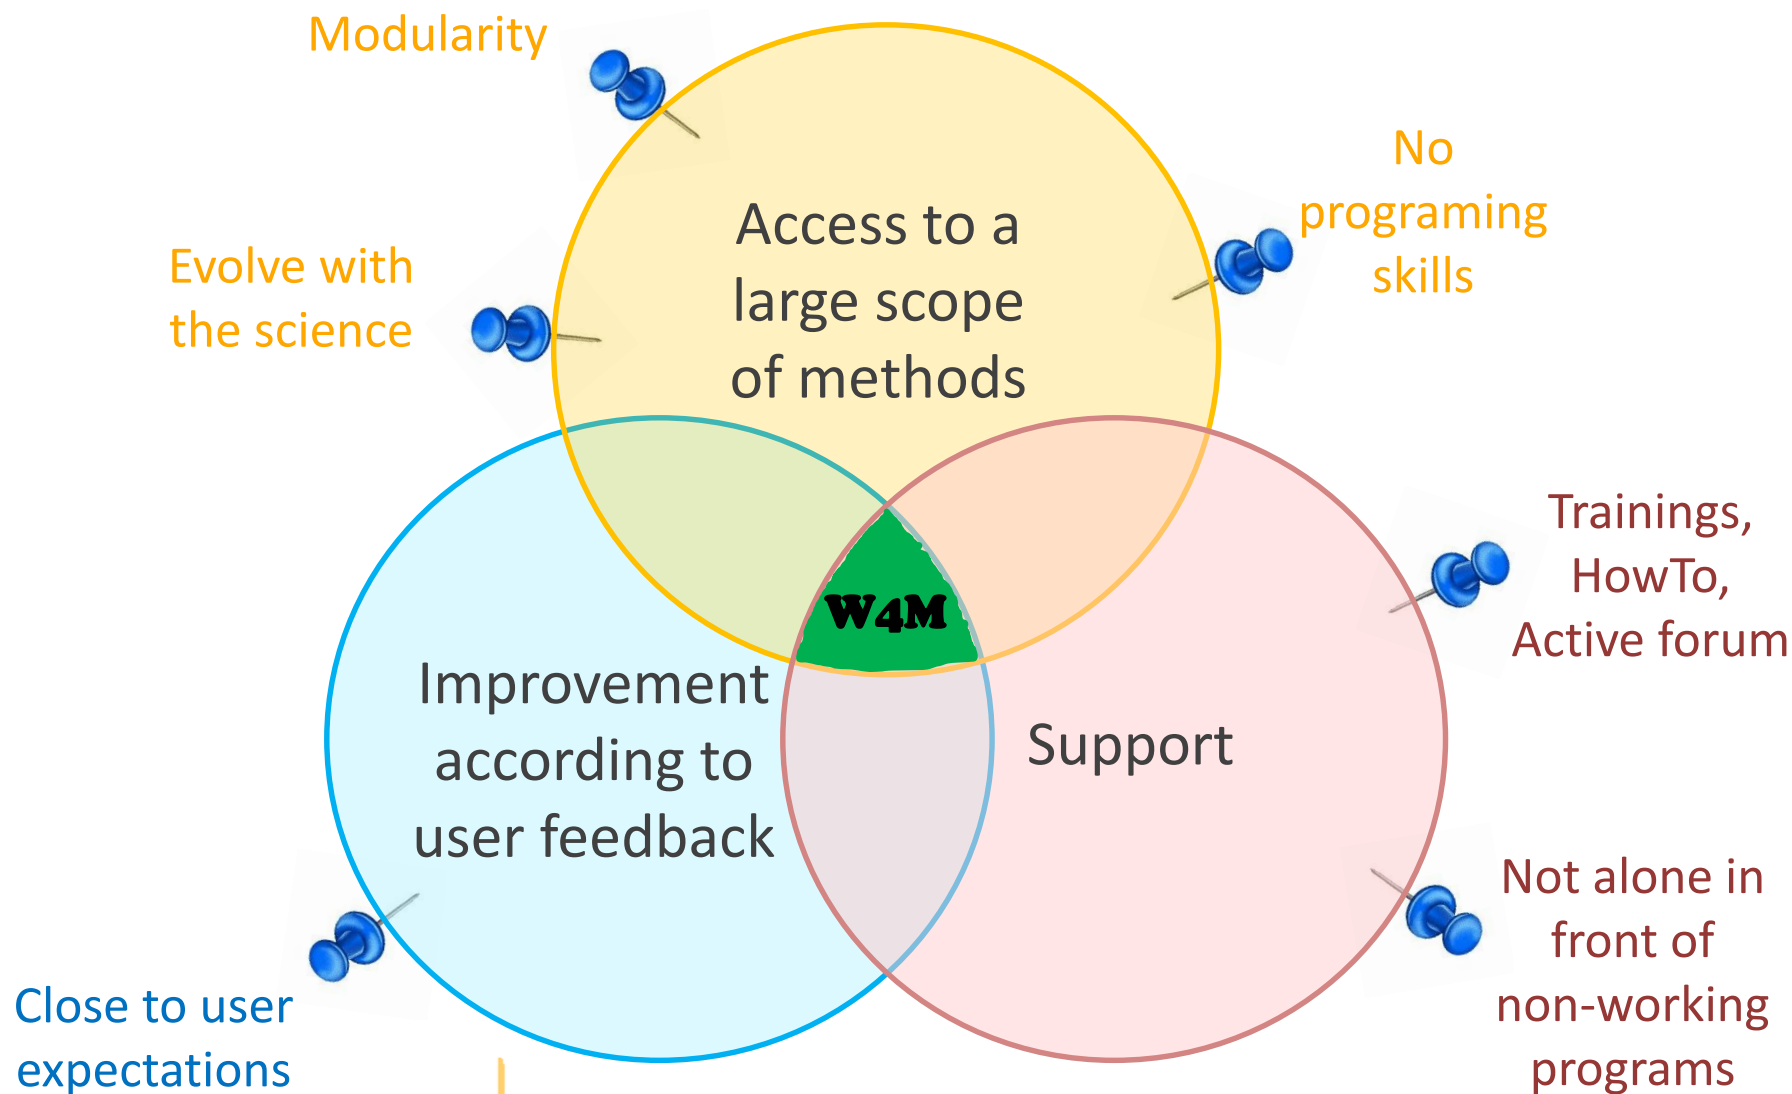 Modularity
No
programing
skills
Evolve with
the science
Access to a
large scope
of methods
Trainings,
HowTo,
Active forum
W4M
Improvement
according to
user feedback
Support
Not alone in
front of
non-working
programs
Close to user
expectations